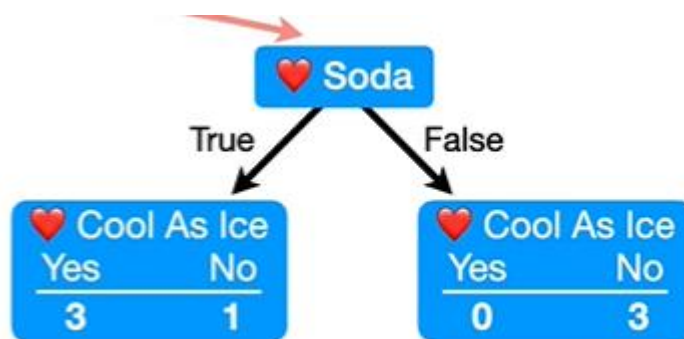 ❤️ Soda
True False
❤️ Cool As Ice ❤️ Cool As Ice
Yes No Yes No
3 1 0 3